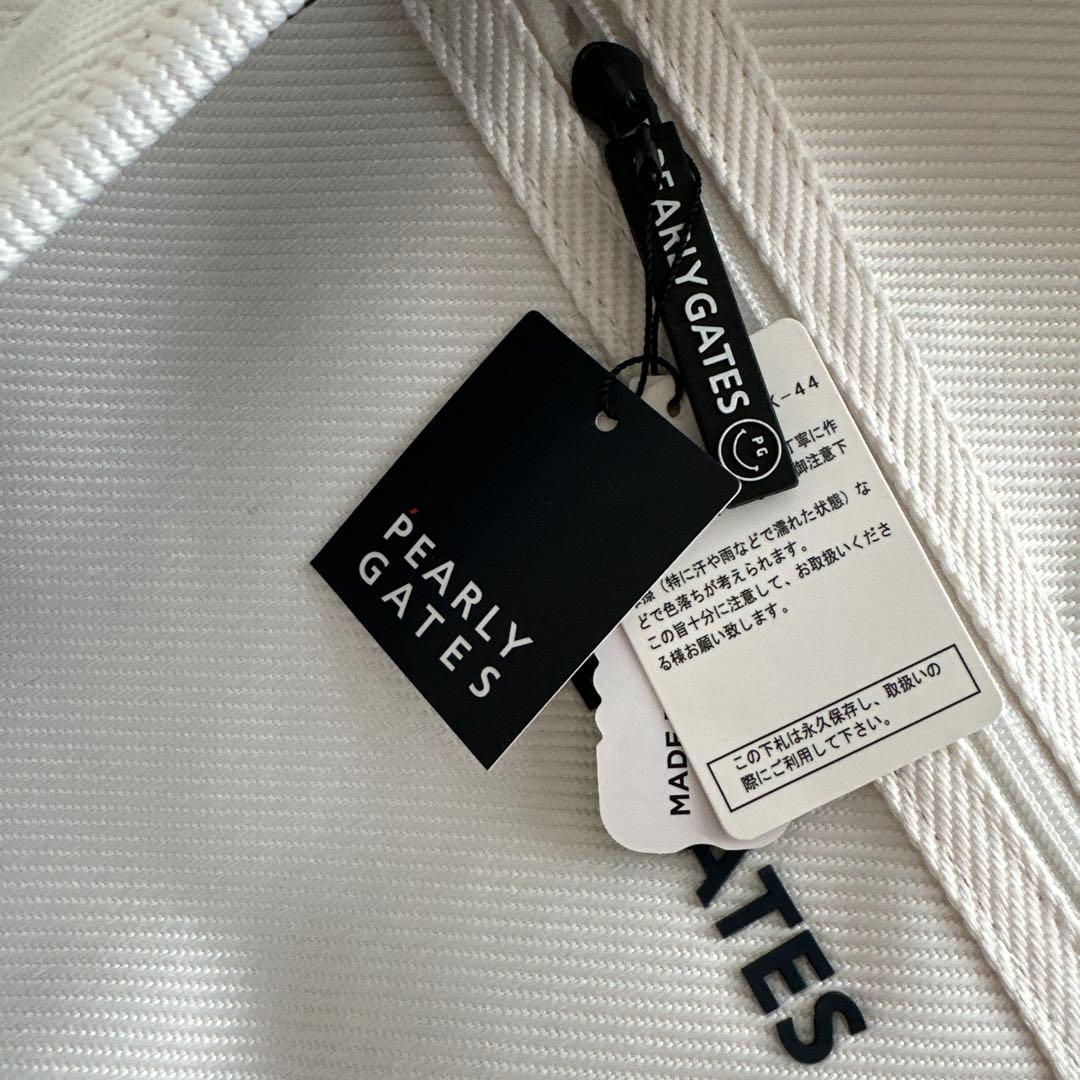 PEARLYGATES
PG
PEARLY
GATES
K-44
丁寧に作
御注意下
(特に汗や雨などで濡れた状態)な
どで色落ちが考えられます。
この旨十分に注意して、お取扱いくださ
る様お願い致します。
この下札は永久保存し、取扱いの
際にご利用して下さい。
MADE
ATES